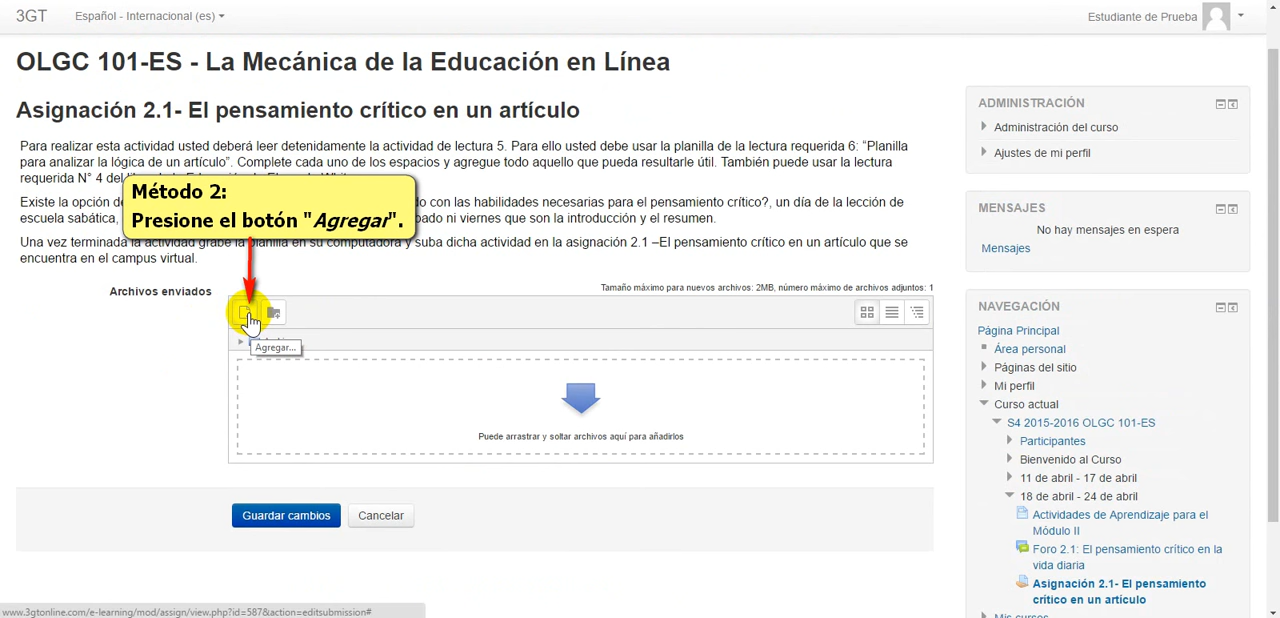 3GT
Español - Internacional (es)
Estudiante de Prueba
OLGC 101-ES - La Mecánica de la Educación en Línea
Asignación 2.1- El pensamiento crítico en un artículo
Para realizar esta actividad usted deberá leer detenidamente la actividad de lectura 5. Para ello usted debe usar la planilla de la lectura requerida 6: “Planilla
para analizar la lógica de un artículo”. Complete cada uno de los espacios y agregue todo aquello que pueda resultarle útil. También puede usar la lectura
requerida N° 4 del
Existe la opción de
do con las habilidades necesarias para el pensamiento crítico?, un día de la lección de
escuela sabática,
bado ni viernes que son la introducción y el resumen.
Método 2:
Presione el botón "Agregar".
Una vez terminada la actividad grabe la planilla en su computadora y suba dicha actividad en la asignación 2.1 –El pensamiento crítico en un artículo que se
encuentra en el campus virtual.
Archivos enviados
Tamaño máximo para nuevos archivos: 2MB, número máximo de archivos adjuntos: 1
Agregar...
Puede arrastrar y soltar archivos aquí para añadirlos
Guardar cambios
Cancelar
ADMINISTRACIÓN
Administración del curso
Ajustes de mi perfil
MENSAJES
No hay mensajes en espera
Mensajes
NAVEGACIÓN
Página Principal
Área personal
Páginas del sitio
Mi perfil
Curso actual
S4 2015-2016 OLGC 101-ES
Participantes
Bienvenido al Curso
11 de abril - 17 de abril
18 de abril - 24 de abril
Actividades de Aprendizaje para el
Módulo II
Foro 2.1: El pensamiento crítico en la
vida diaria
Asignación 2.1- El pensamiento
crítico en un artículo
Mis cursos
www.3gtonline.com/e-learning/mod/assign/view.php?id=587&action=editsubmission#